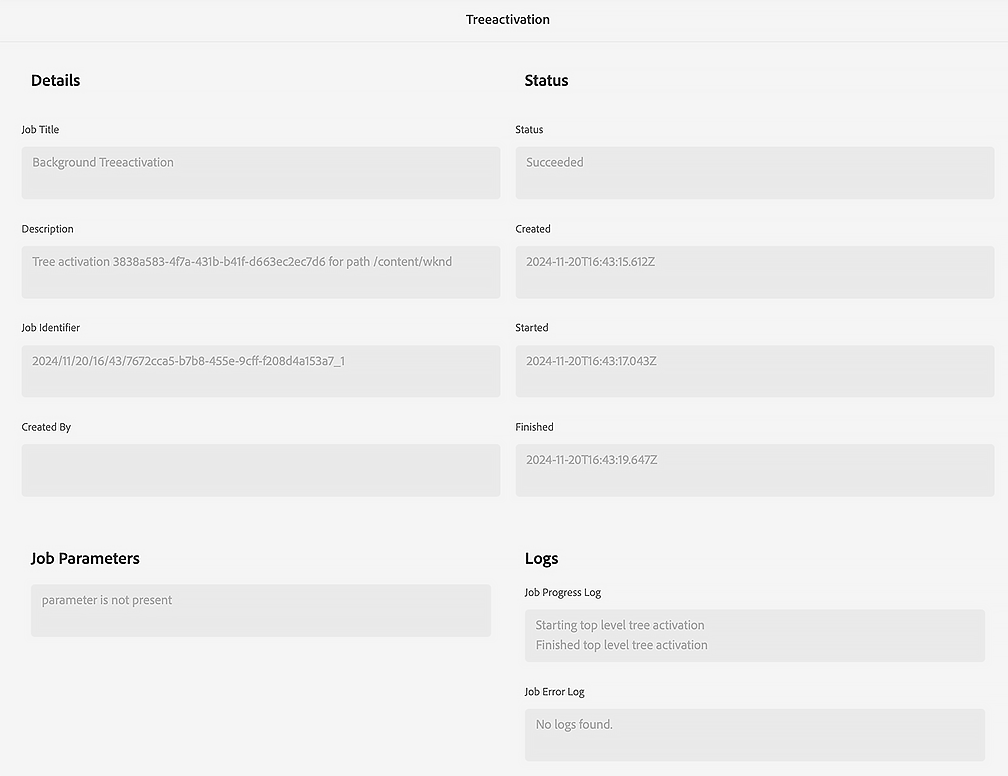 Treeactivation
Details
Job Title
Background Treeactivation
Description
Tree activation 3838a583-4f7a-431b-b41f-d663ec2ec7d6 for path /content/wknd
Job Identifier
2024/11/20/16/43/7672cca5-b7b8-455e-9cff-f208d4a153a7_1
Created By
Status
Status
Succeeded
Created
2024-11-20T16:43:15.612Z
Started
2024-11-20T16:43:17.043Z
Finished
2024-11-20T16:43:19.647Z
Job Parameters
parameter is not present
Logs
Job Progress Log
Starting top level tree activation
Finished top level tree activation
Job Error Log
No logs found.